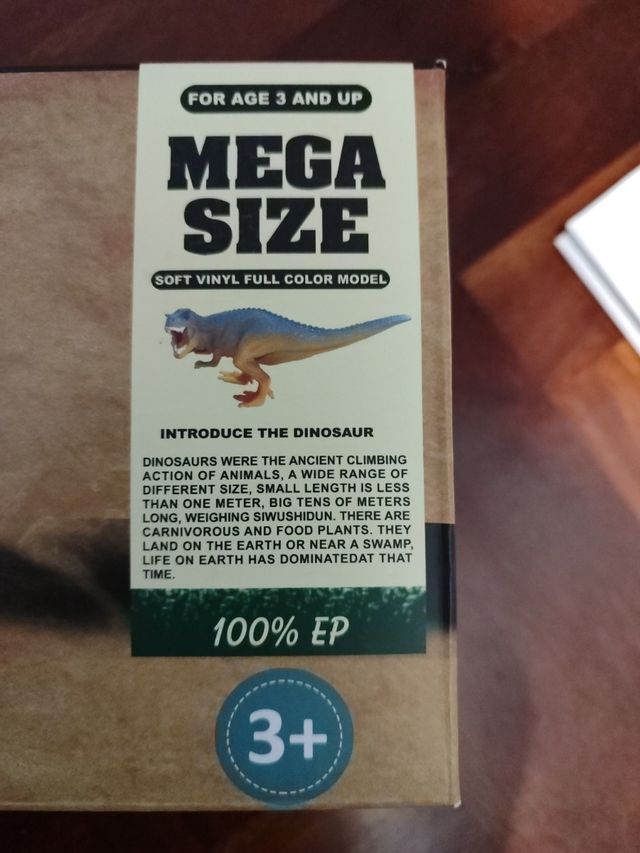 FOR AGE 3 AND UP
MEGA
SIZE
SOFT VINYL FULL COLOR MODEL
INTRODUCE THE DINOSAUR
DINOSAURS WERE THE ANCIENT CLIMBING
ACTION OF ANIMALS, A WIDE RANGE OF
DIFFERENT SIZE, SMALL LENGTH IS LESS
THAN ONE METER, BIG TENS OF METERS
LONG, WEIGHING SIWUSHIDUN. THERE ARE
CARNIVOROUS AND FOOD PLANTS. THEY
LAND ON THE EARTH OR NEAR A SWAMP,
LIFE ON EARTH HAS DOMINATEDAT THAT
TIME.
100% EP
3+